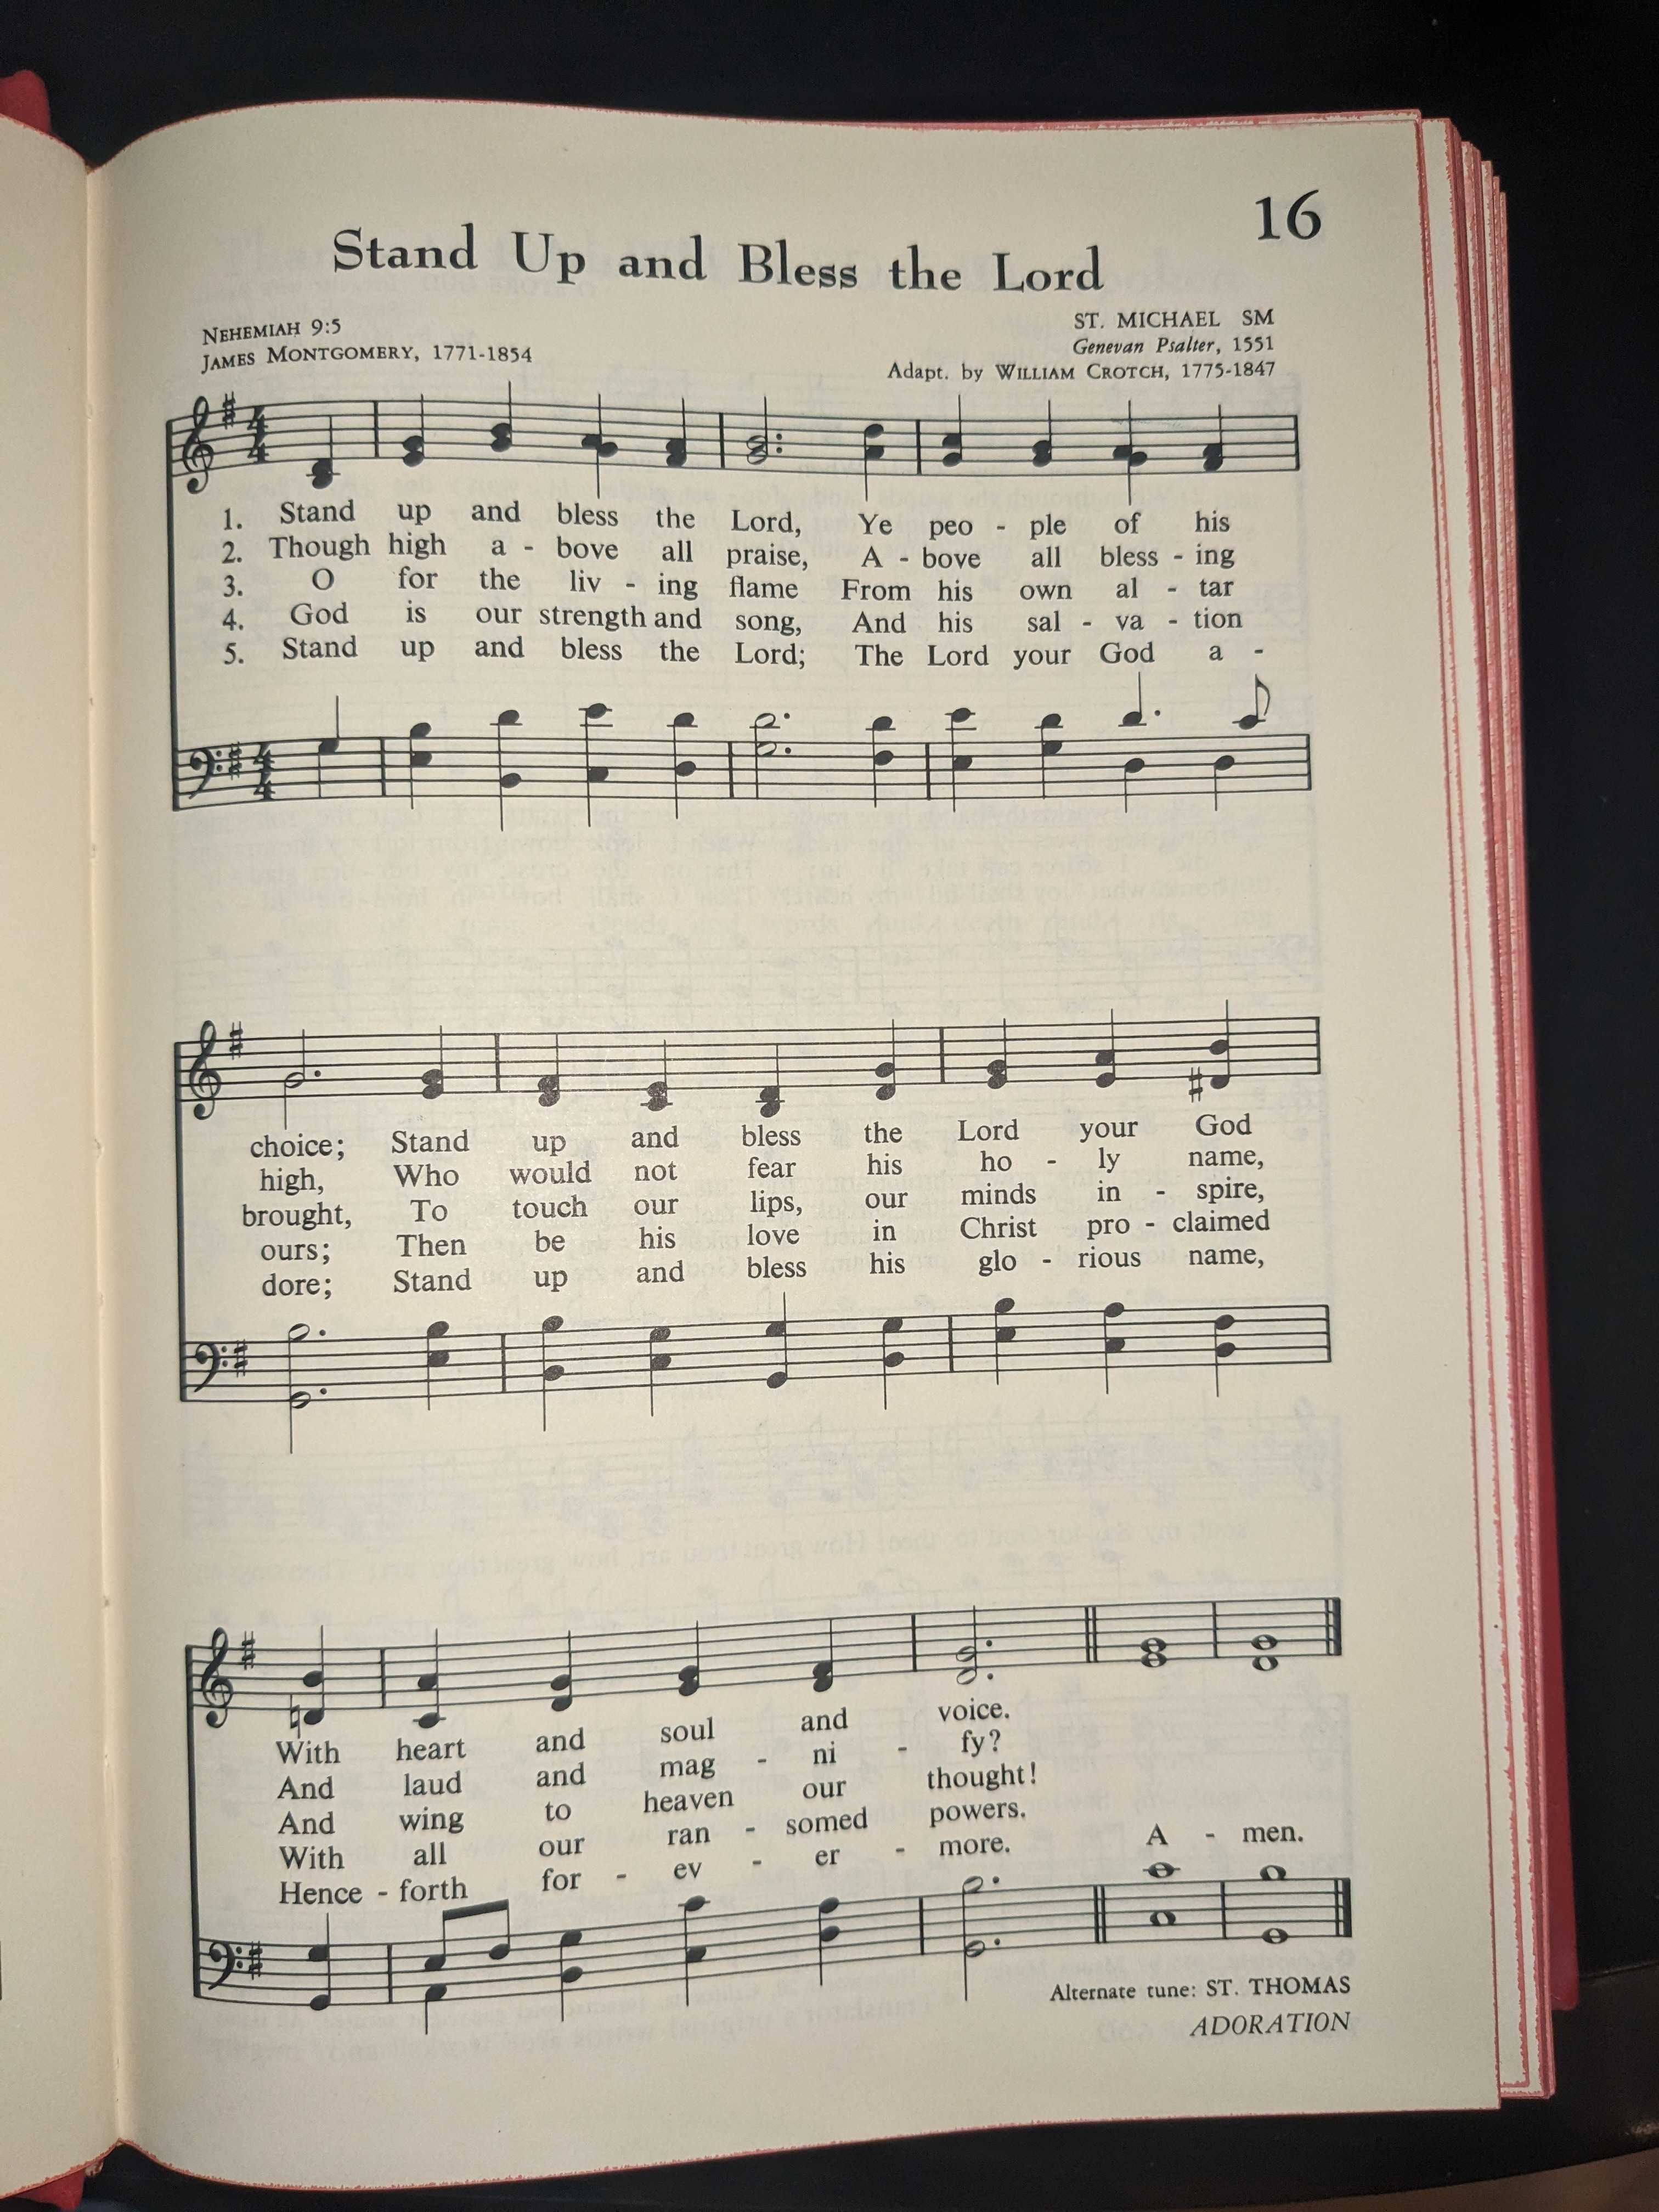 16
Stand Up and Bless the Lord
NEHEMIAH 9:5
JAMES MONTGOMERY, 1771-1854
ST. MICHAEL SM
Genevan Psalter, 1551
Adapt. by WILLIAM CROTCH, 1775-1847
1. Stand up and bless the Lord, Ye peo - ple of his
2. Though high a - bove all praise, A - bove all bless - ing
3. O for the liv - ing flame From his own al - tar
4. God is our strength and song, And his sal - va - tion
5. Stand up and bless the Lord; The Lord your God a -
choice; Stand up and bless the Lord your God
high, Who would not fear his ho - ly name,
brought, To touch our lips, our minds in - spire,
ours; Then be his love in Christ pro - claimed
dore; Stand up and bless his glo - rious name,
With heart and soul and voice.
And laud and mag - ni - fy?
And wing to heaven our thought!
With all our ran - somed powers.
Hence - forth for - ev - er - more. A - men.
Alternate tune: ST. THOMAS
ADORATION